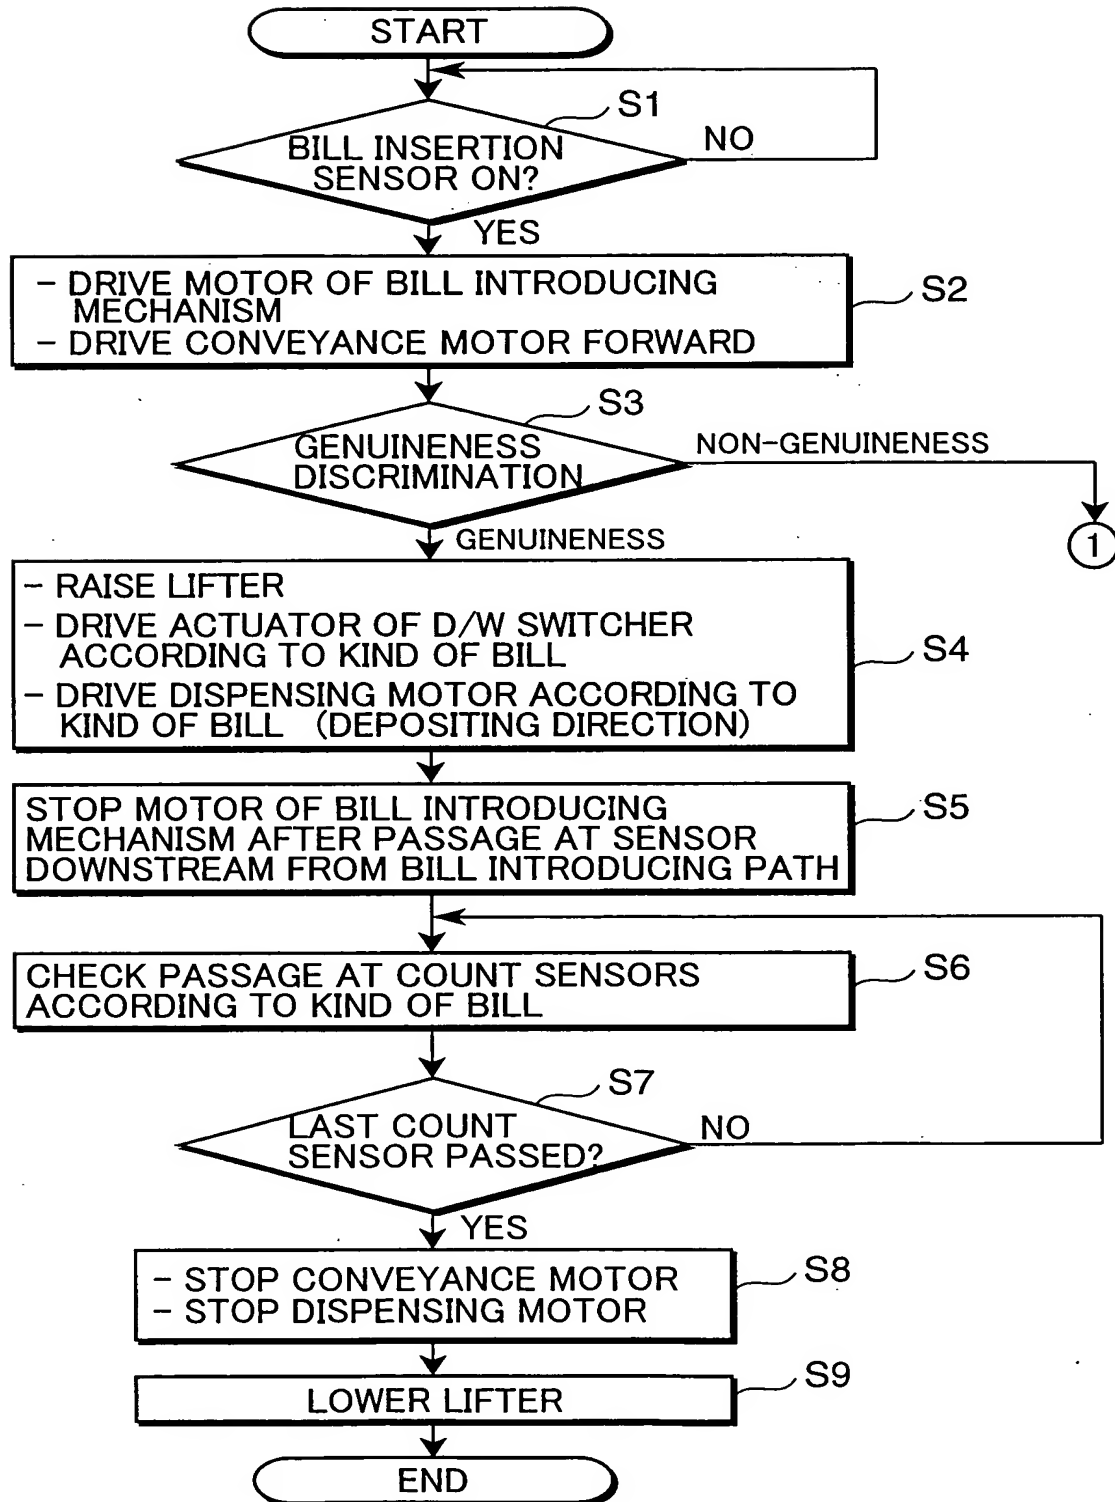 START
S1
BILL INSERTION
SENSOR ON?
NO
YES
– DRIVE MOTOR OF BILL INTRODUCING
MECHANISM
– DRIVE CONVEYANCE MOTOR FORWARD
S2
S3
GENUINENESS
DISCRIMINATION
NON-GENUINENESS
1
GENUINENESS
– RAISE LIFTER
– DRIVE ACTUATOR OF D/W SWITCHER
ACCORDING TO KIND OF BILL
– DRIVE DISPENSING MOTOR ACCORDING TO
KIND OF BILL (DEPOSITING DIRECTION)
S4
STOP MOTOR OF BILL INTRODUCING
MECHANISM AFTER PASSAGE AT SENSOR
DOWNSTREAM FROM BILL INTRODUCING PATH
S5
CHECK PASSAGE AT COUNT SENSORS
ACCORDING TO KIND OF BILL
S6
S7
LAST COUNT
SENSOR PASSED?
NO
YES
– STOP CONVEYANCE MOTOR
– STOP DISPENSING MOTOR
S8
LOWER LIFTER
S9
END